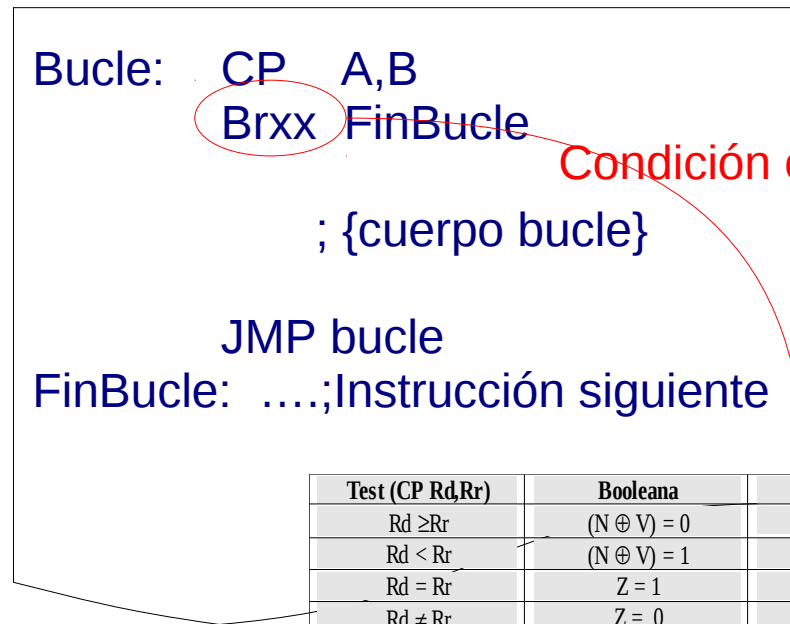 Bucle: CP A,B
Brxx FinBucle
Condición
; {cuerpo bucle}
JMP bucle
FinBucle: ….;Instrucción siguiente
Test (CP Rd,Rr) Booleana
Rd ≥Rr (N ⊕ V) = 0
Rd < Rr (N ⊕ V) = 1
Rd = Rr Z = 1
Rd ≠ Rr Z = 0